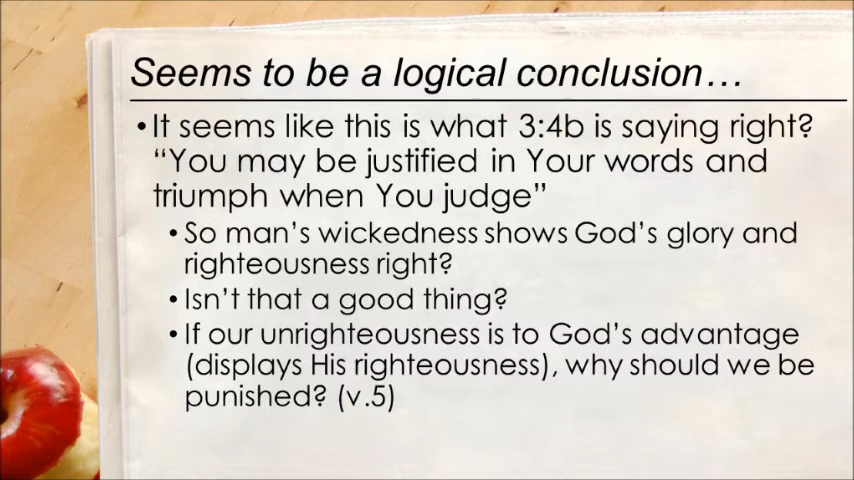 Seems to be a logical conclusion…
•It seems like this is what 3:4b is saying right?
“You may be justified in Your words and
triumph when You judge”
•So man’s wickedness shows God’s glory and
righteousness right?
•Isn’t that a good thing?
•If our unrighteousness is to God’s advantage
(displays His righteousness), why should we be
punished? (v.5)